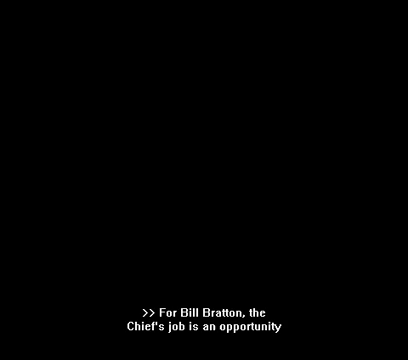 >> For Bill Bratton, the
Chief's job is an opportunity